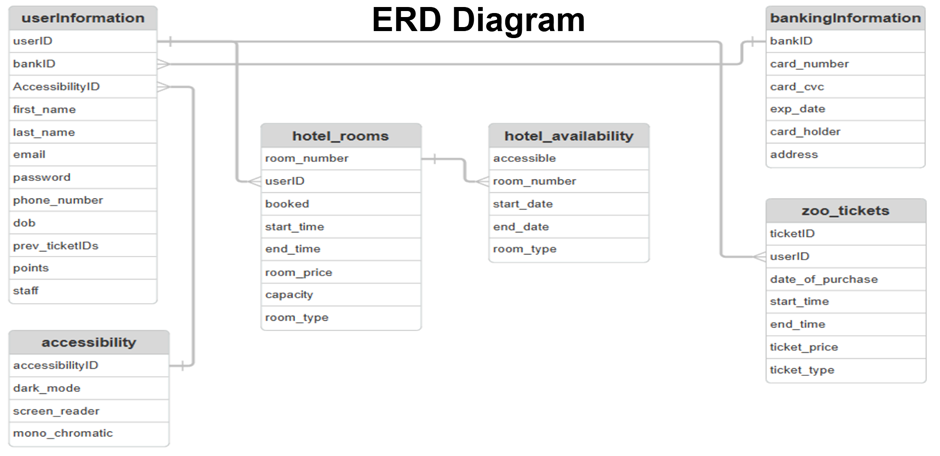 ERD Diagram
userInformation
userID
bankID
AccessibilityID
first_name
last_name
email
password
phone_number
dob
prev_ticketIDs
points
staff
accessibility
accessibilityID
dark_mode
screen_reader
mono_chromatic
hotel_rooms
room_number
userID
booked
start_time
end_time
room_price
capacity
room_type
hotel_availability
accessible
room_number
start_date
end_date
room_type
bankingInformation
bankID
card_number
card_cvc
exp_date
card_holder
address
zoo_tickets
ticketID
userID
date_of_purchase
start_time
end_time
ticket_price
ticket_type